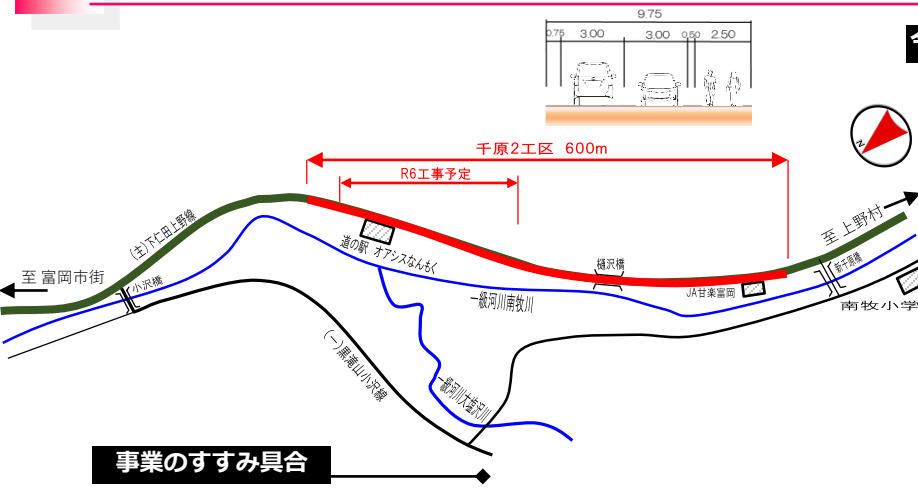 9.75
0.75 3.00 3.00 0.50 2.50
千原2工区 600m
R6工事予定
N
(主)下仁田上野線
道の駅 オアシスなんもく
至 上野村
至 富岡市街
小沢橋
樋沢橋
新千原橋
JA甘楽富岡
一級河川南牧川
南牧小学
(一)黒滝山小沢線
一級河川大塩沢川
事業のすすみ具合